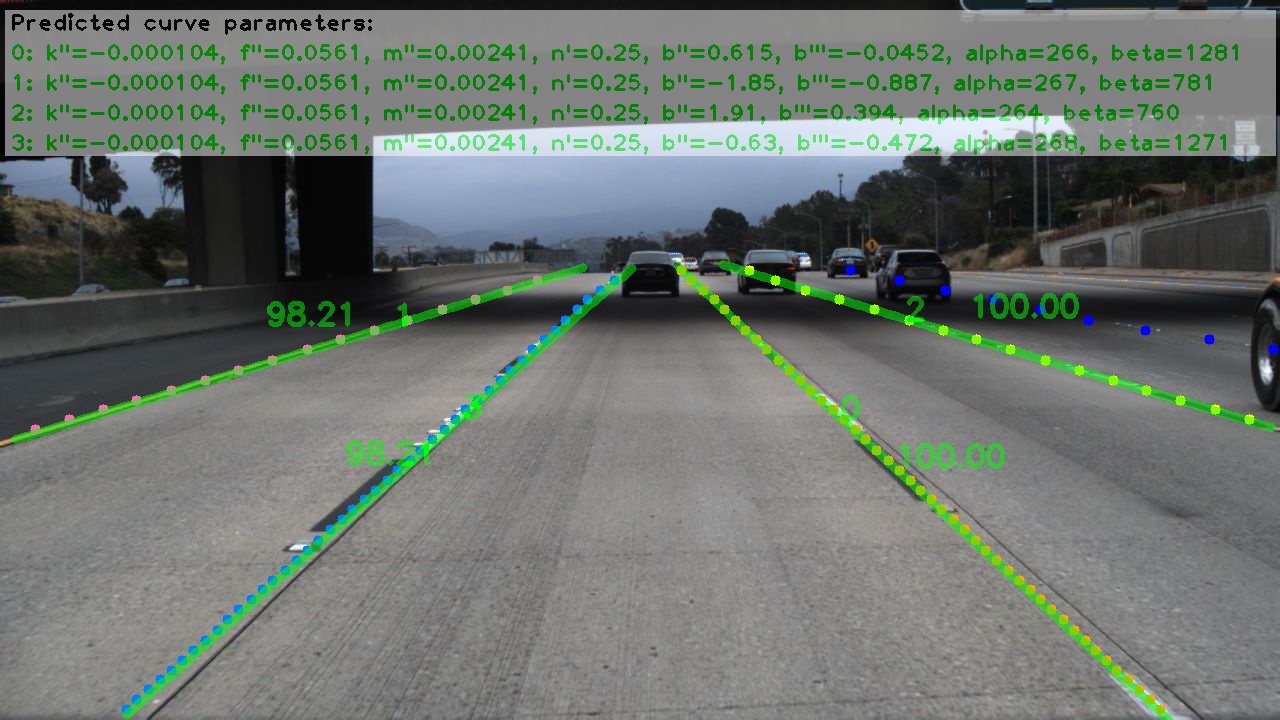 Predicted curve parameters:
0: k''=-0.000104, f''=0.0561, m''=0.00241, n'=0.25, b''=0.615, b'''=-0.0452, alpha=266, beta=1281
1: k''=-0.000104, f''=0.0561, m''=0.00241, n'=0.25, b''=-1.85, b'''=-0.887, alpha=267, beta=781
2: k''=-0.000104, f''=0.0561, m''=0.00241, n'=0.25, b''=1.91, b'''=0.394, alpha=264, beta=760
3: k''=-0.000104, f''=0.0561, m''=0.00241, n'=0.25, b''=-0.63, b'''=-0.472, alpha=268, beta=1271
98.21 1 2 100.00
3 0
98.21 100.00